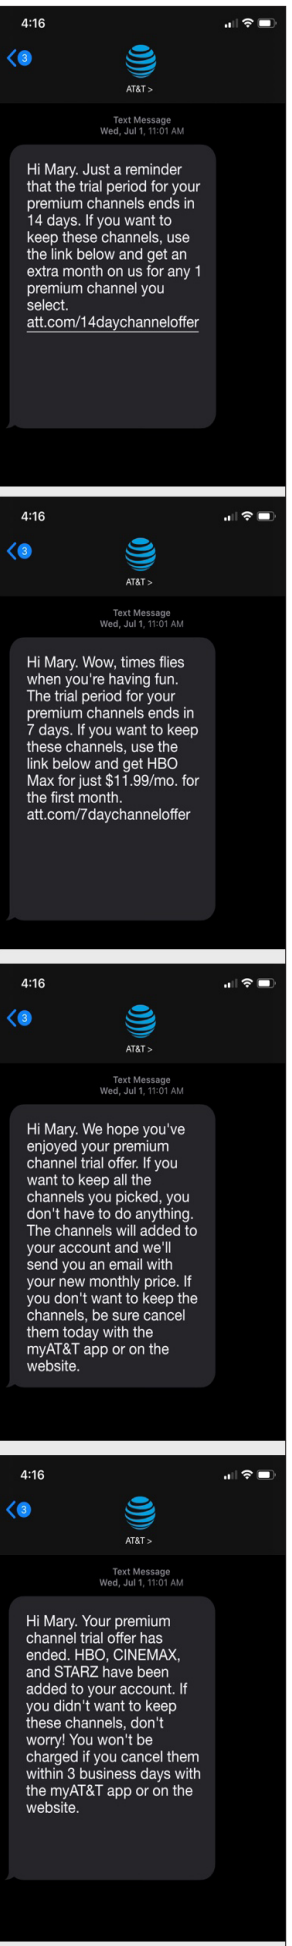 4:16
3
AT&T >
Text Message
Wed, Jul 1, 11:01 AM
Hi Mary. Just a reminder
that the trial period for your
premium channels ends in
14 days. If you want to
keep these channels, use
the link below and get an
extra month on us for any 1
premium channel you
select.
att.com/14daychanneloffer
4:16
3
AT&T >
Text Message
Wed, Jul 1, 11:01 AM
Hi Mary. Wow, times flies
when you're having fun.
The trial period for your
premium channels ends in
7 days. If you want to keep
these channels, use the
link below and get HBO
Max for just $11.99/mo. for
the first month.
att.com/7daychanneloffer
4:16
3
AT&T >
Text Message
Wed, Jul 1, 11:01 AM
Hi Mary. We hope you've
enjoyed your premium
channel trial offer. If you
want to keep all the
channels you picked, you
don't have to do anything.
The channels will added to
your account and we'll
send you an email with
your new monthly price. If
you don't want to keep the
channels, be sure cancel
them today with the
myAT&T app or on the
website.
4:16
3
AT&T >
Text Message
Wed, Jul 1, 11:01 AM
Hi Mary. Your premium
channel trial offer has
ended. HBO, CINEMAX,
and STARZ have been
added to your account. If
you didn't want to keep
these channels, don't
worry! You won't be
charged if you cancel them
within 3 business days with
the myAT&T app or on the
website.